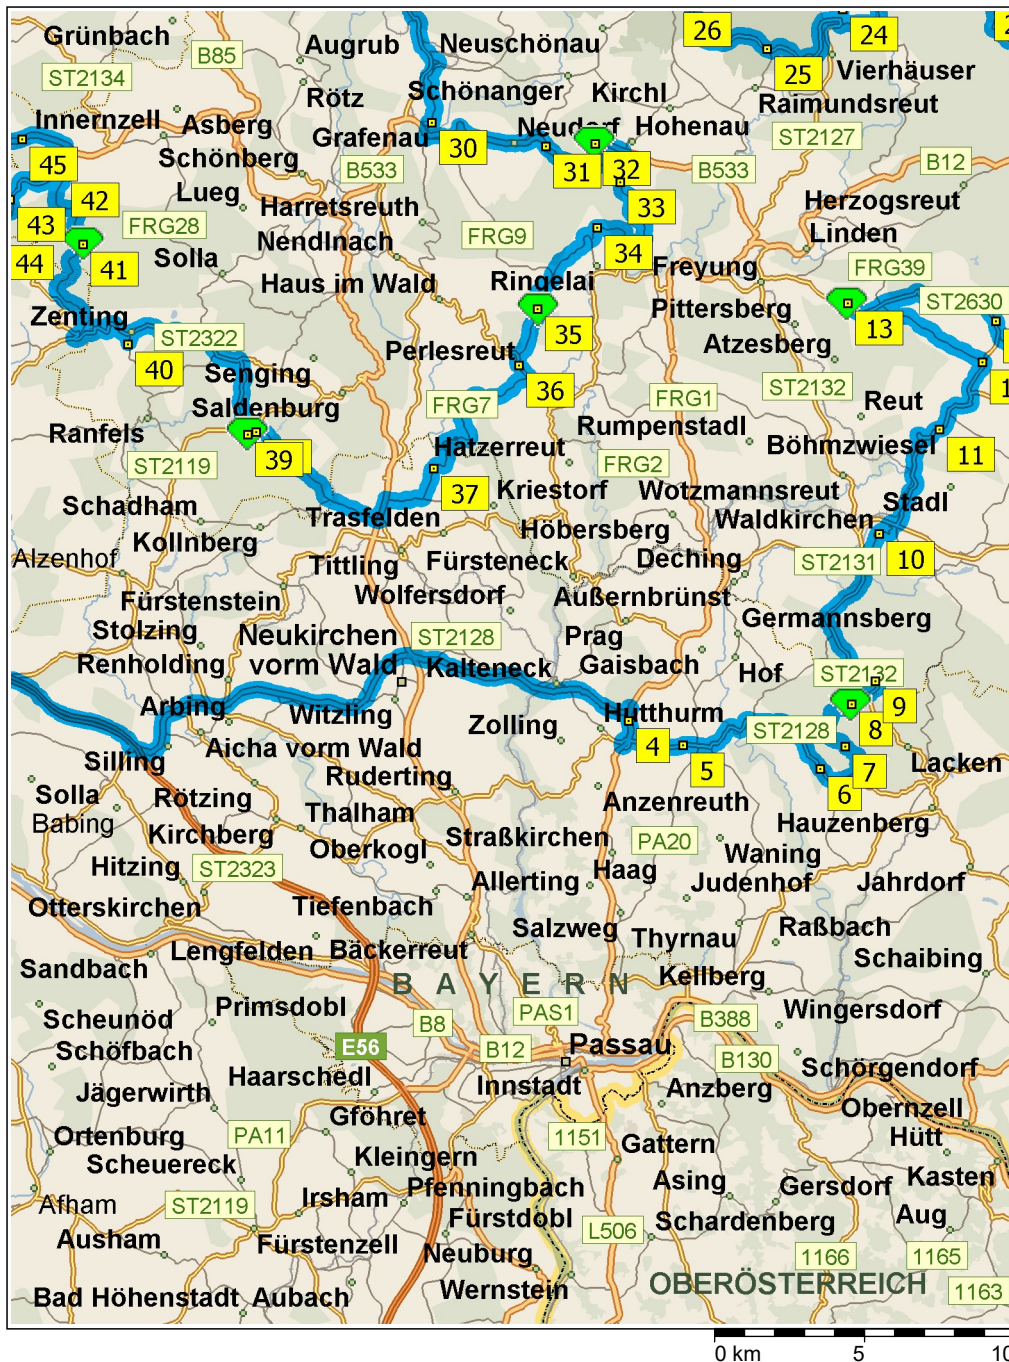 26
24
Grünbach
Augrub
Neuschönau
B85
25
Vierhäuser
ST2134
Rötz
Schönanger
Kirchl
Raimundsreut
Innernzell
Asberg
Grafenau
30
Neudorf
Hohenau
ST2127
45
Schönberg
B533
31
32
B533
B12
42
Lueg
Harretsreuth
33
Herzogsreut
43
FRG28
Nendlnach
FRG9
34
Linden
44
41
Solla
Haus im Wald
Ringelai
Freyung
FRG39
Zenting
ST2322
35
Pittersberg
13
ST2630
40
Perlesreut
Atzesberg
Senging
36
ST2132
1
Saldenburg
FRG7
FRG1
Reut
Ranfels
39
Hatzerreut
Rumpenstadl
Böhmzwiesel
11
ST2119
37
Kriestorf
FRG2
Wotzmannsreut
Stadl
Schadham
Trasfelden
Höbersberg
Waldkirchen
Kollnberg
Alzenhof
Tittling
Fürsteneck
Deching
ST2131
10
Fürstenstein
Wolfersdorf
Außernbrünst
Germannsberg
Stolzing
Neukirchen
vorm Wald
ST2128
Prag
Renholding
Kalteneck
Gaisbach
Hof
ST2132
Arbing
Witzling
Zolling
Hutthurm
9
ST2128
8
Silling
Aicha vorm Wald
4
5
7
Lacken
Solla
Rötzing
Ruderting
6
Babing
Thalham
Anzenreuth
Hauzenberg
Kirchberg
Oberkogl
Straßkirchen
PA20
Waning
Hitzing
ST2323
Allerting
Haag
Judenhof
Jahrdorf
Otterskirchen
Tiefenbach
Salzweg
Thyrnau
Raßbach
Lengfelden
Bäckerreut
Schaibing
Sandbach
BAYERN
Kellberg
Primsdobl
Wingersdorf
Scheunöd
B8
PAS1
B388
Schöfbach
E56
B12
Passau
B130
Schörgendorf
Haarschedl
Innstadt
Anzberg
Jägerwirth
Gföhret
Obernzell
Ortenburg
PA11
1151
Gattern
Hütt
Scheuereck
Kleingern
Asing
Gersdorf
Kasten
Afham
ST2119
Irsham
Pfenningbach
Aug
Fürstdobl
Schardenberg
Ausham
Fürstenzell
Neuburg
L506
1166
1165
Wernstein
OBERÖSTERREICH
1163
Bad Höhenstadt
Aubach
0 km
5
10